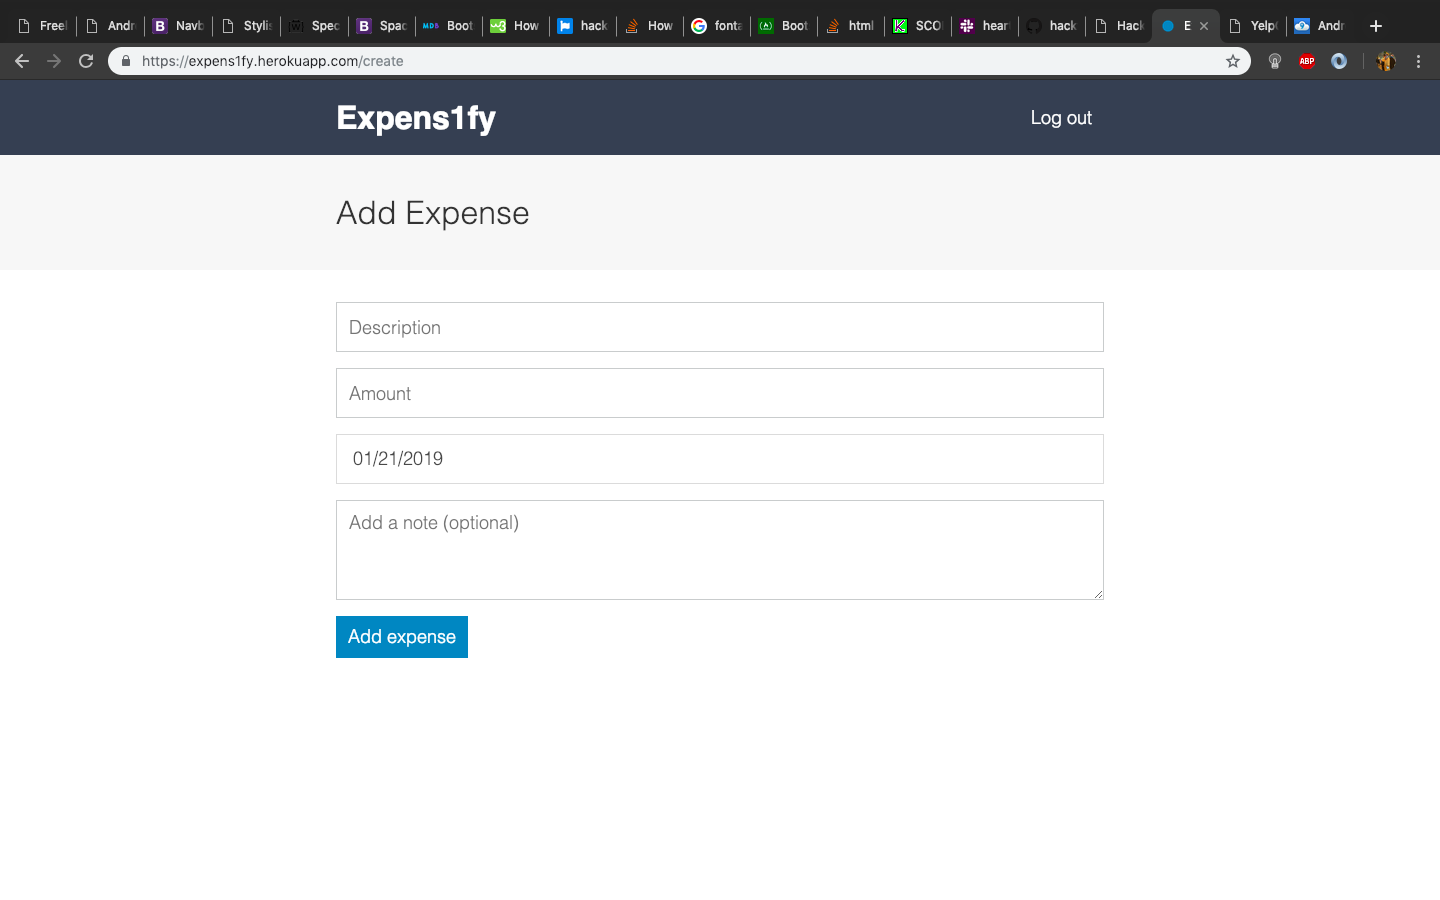 Free Andr Navb Stylis Spec Spac MDB Boot w3 How hack How fonta Boot html SCO hear hack Hack E Yelp Andr
https://expens1fy.herokuapp.com/create ABP
Expens1fy Log out
Add Expense
Description
Amount
01/21/2019
Add a note (optional)
Add expense